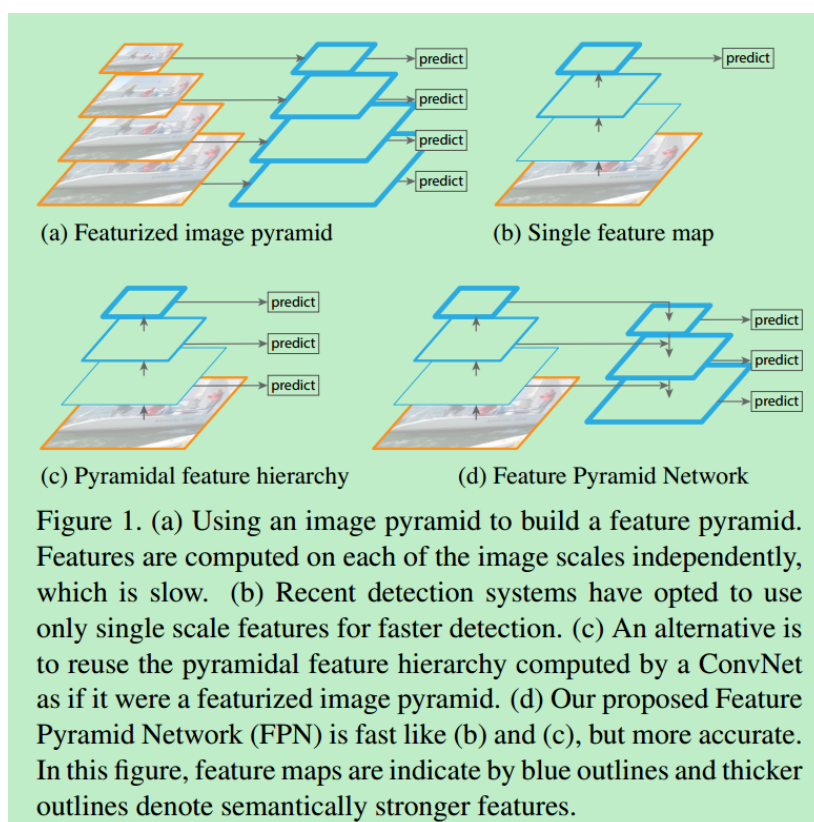 predict
predict
predict
predict
predict
(a) Featurized image pyramid
(b) Single feature map
predict
predict
predict
predict
predict
predict
(c) Pyramidal feature hierarchy
(d) Feature Pyramid Network
Figure 1. (a) Using an image pyramid to build a feature pyramid.
Features are computed on each of the image scales independently,
which is slow. (b) Recent detection systems have opted to use
only single scale features for faster detection. (c) An alternative is
to reuse the pyramidal feature hierarchy computed by a ConvNet
as if it were a featurized image pyramid. (d) Our proposed Feature
Pyramid Network (FPN) is fast like (b) and (c), but more accurate.
In this figure, feature maps are indicate by blue outlines and thicker
outlines denote semantically stronger features.